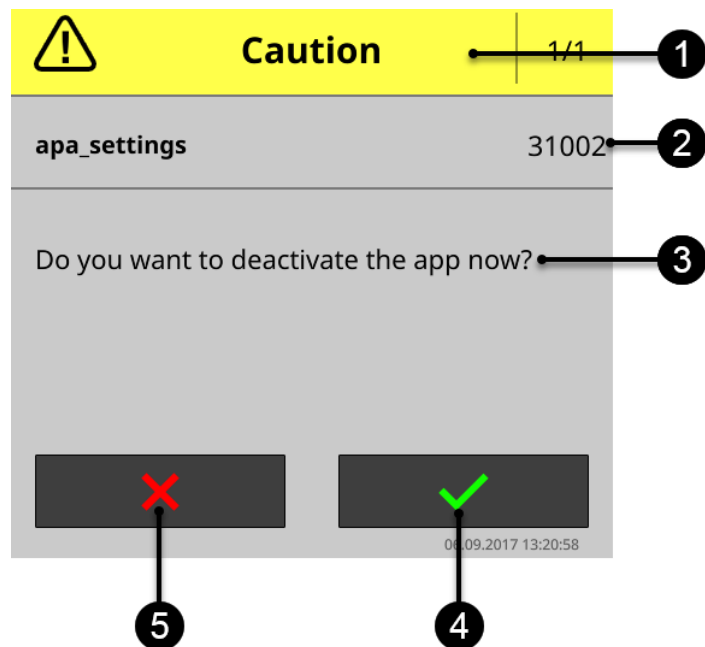 Caution 1/1 1
apa_settings 31002 2
Do you want to deactivate the app now? 3
06.09.2017 13:20:58
5 4